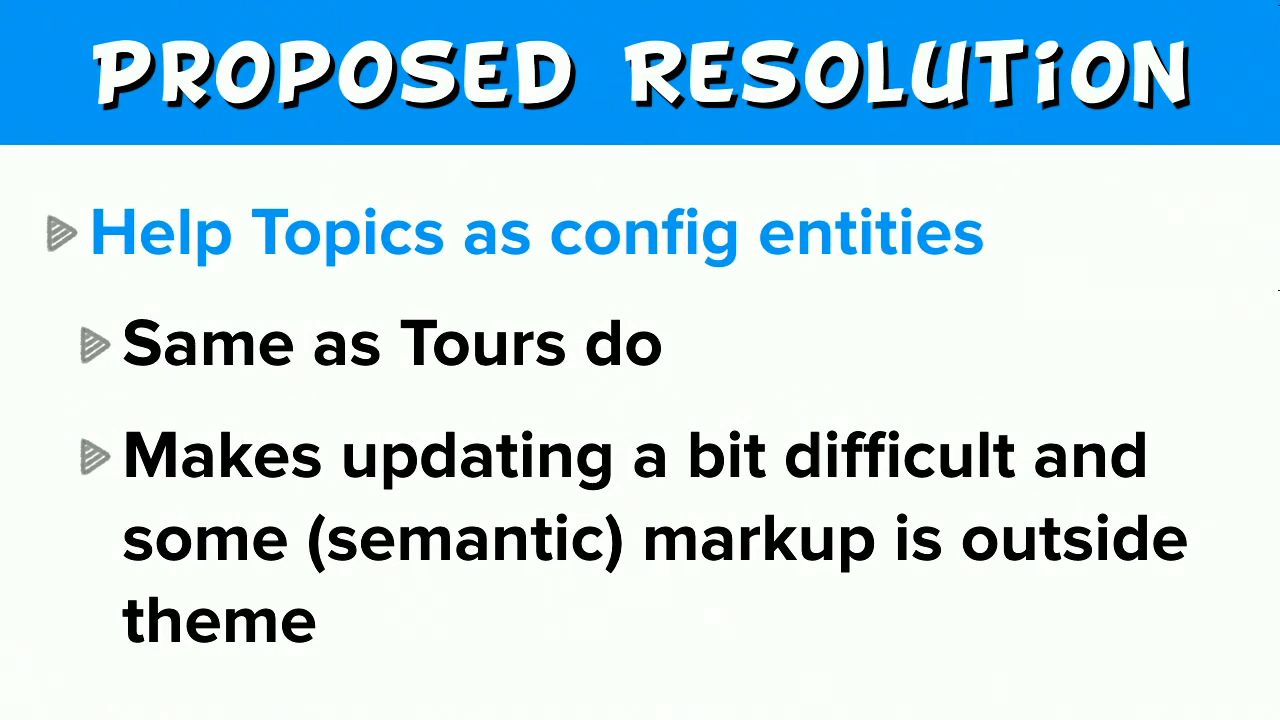 PROPOSED RESOLUTION
Help Topics as config entities
Same as Tours do
Makes updating a bit difficult and
some (semantic) markup is outside
theme